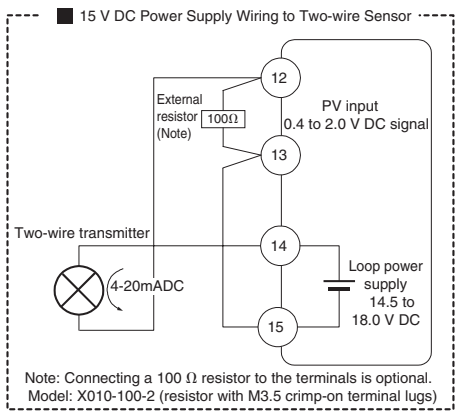 15 V DC Power Supply Wiring to Two-wire Sensor
12
External
resistor
(Note)
100Ω
PV input
0.4 to 2.0 V DC signal
13
Two-wire transmitter
14
4-20mADC
Loop power
supply
14.5 to
18.0 V DC
15
Note: Connecting a 100 Ω resistor to the terminals is optional.
Model: X010-100-2 (resistor with M3.5 crimp-on terminal lugs)